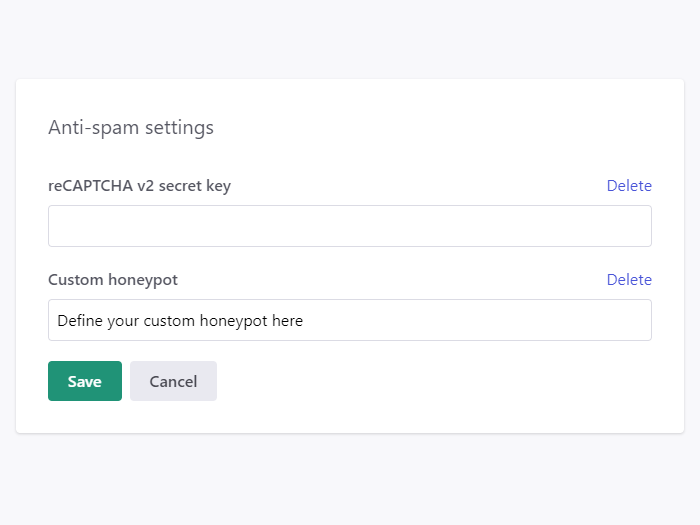 Anti-spam settings
reCAPTCHA v2 secret key Delete
Custom honeypot Delete
Define your custom honeypot here
Save Cancel